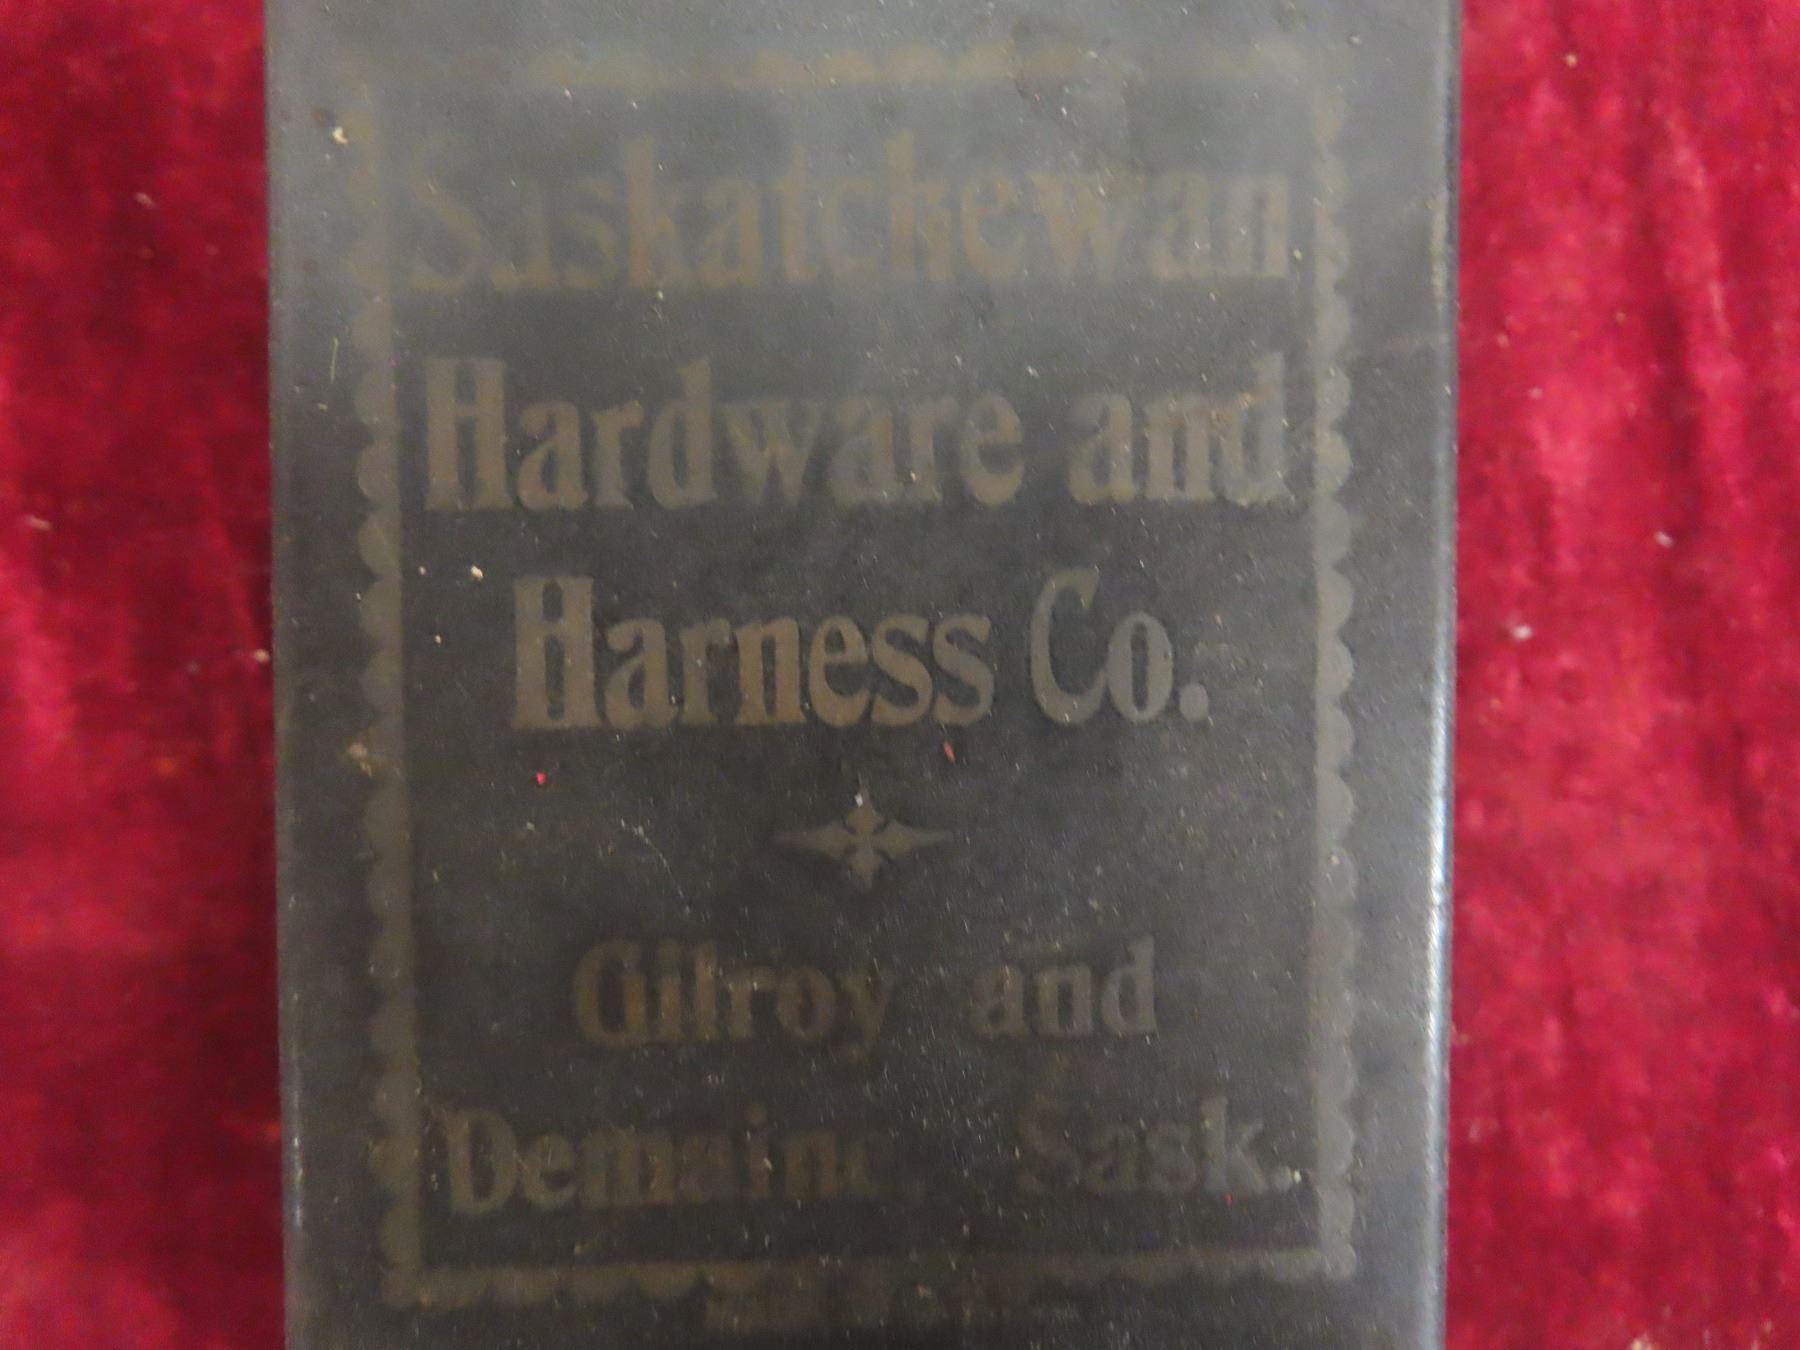 Saskatchewan
Hardware and
Harness Co.
Gilroy and
Demaine, Sask.